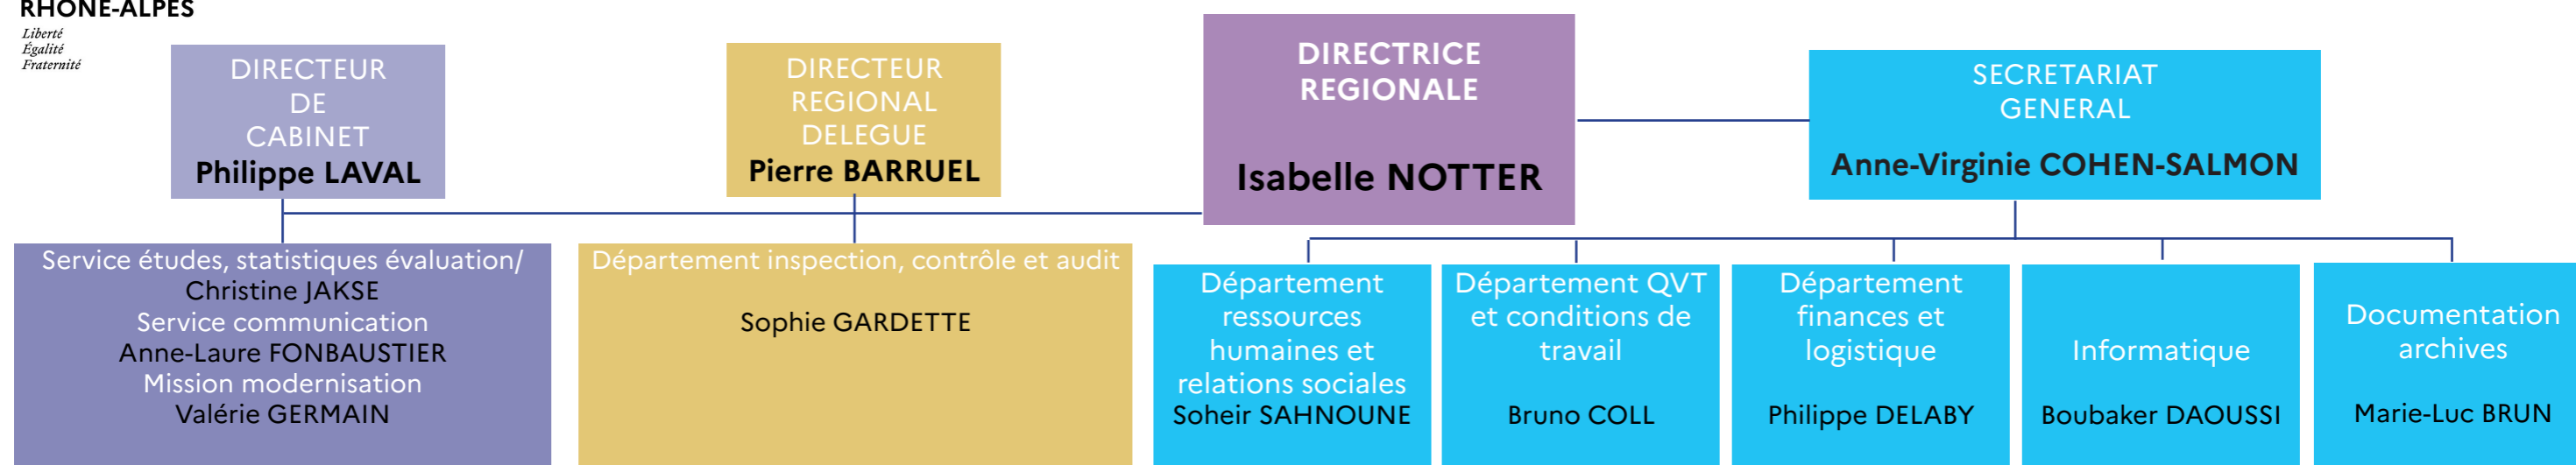 RHÔNE-ALPES
Liberté
Égalité
Fraternité
DIRECTEUR
DE
CABINET
Philippe LAVAL
DIRECTEUR
REGIONAL
DELEGUE
Pierre BARRUEL
DIRECTRICE
REGIONALE
Isabelle NOTTER
SECRETARIAT
GENERAL
Anne-Virginie COHEN-SALMON
Service études, statistiques évaluation/
Christine JAKSE
Service communication
Anne-Laure FONBAUSTIER
Mission modernisation
Valérie GERMAIN
Département inspection, contrôle et audit
Sophie GARDETTE
Département
ressources
humaines et
relations sociales
Soheir SAHNOUNE
Département QVT
et conditions de
travail
Bruno COLL
Département
finances et
logistique
Philippe DELABY
Informatique
Boubaker DAOUSSI
Documentation
archives
Marie-Luc BRUN